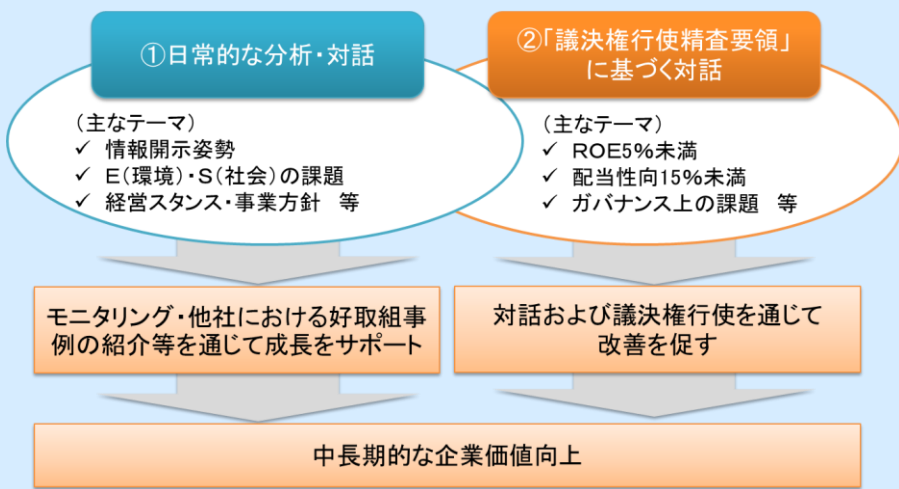 ①日常的な分析・対話
(主なテーマ)
✓ 情報開示姿勢
✓ E(環境)・S(社会)の課題
✓ 経営スタンス・事業方針 等
モニタリング・他社における好取組事
例の紹介等を通じて成長をサポート
②「議決権行使精査要領」
に基づく対話
(主なテーマ)
✓ ROE5%未満
✓ 配当性向15%未満
✓ ガバナンス上の課題 等
対話および議決権行使を通じて
改善を促す
中長期的な企業価値向上